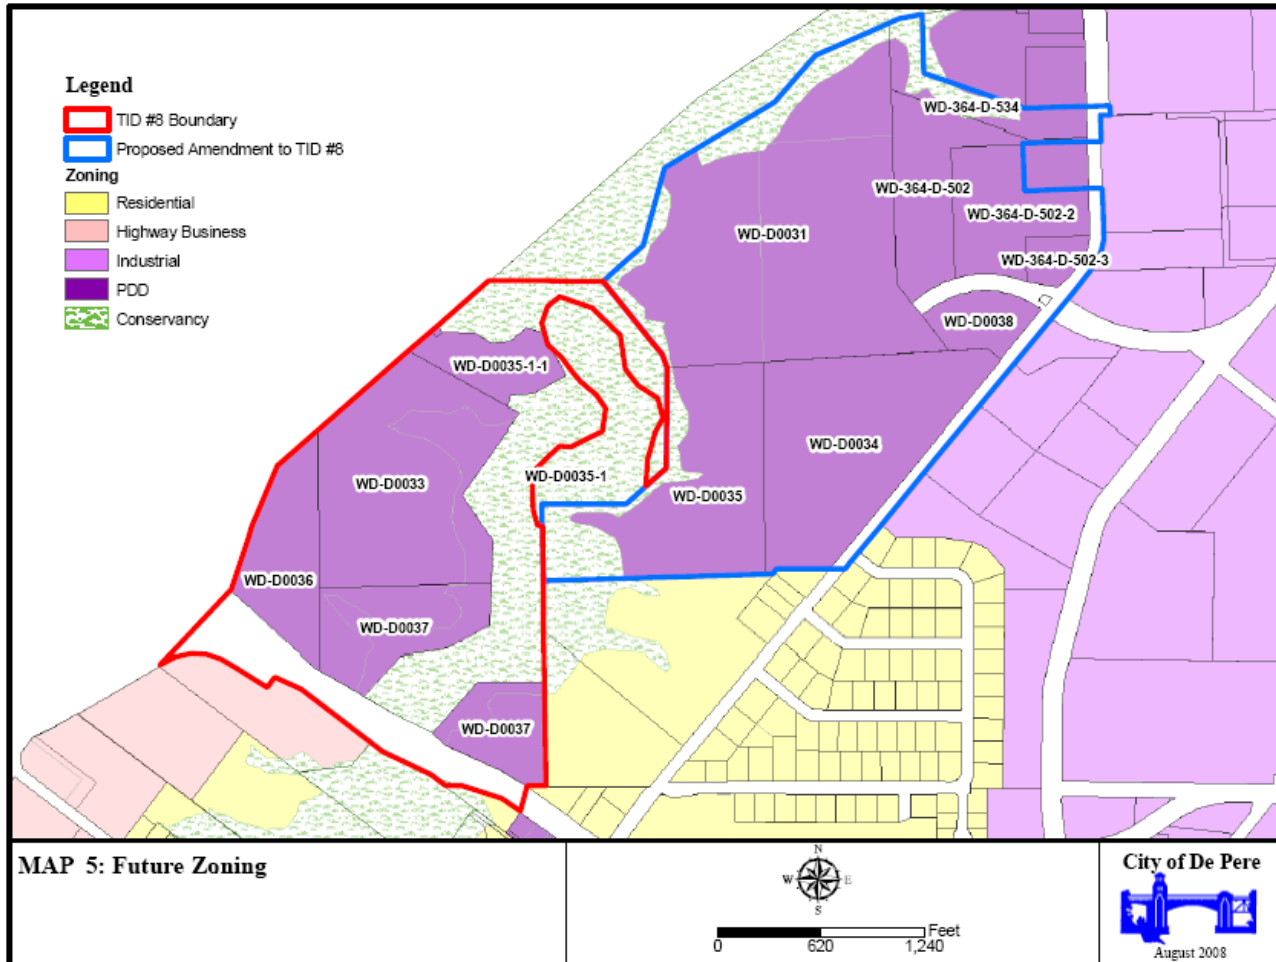 Legend
TID #8 Boundary
Proposed Amendment to TID #8
Zoning
Residential
Highway Business
Industrial
PDD
Conservancy
WD-364-D-534
WD-364-D-502
WD-364-D-502-2
WD-D0031
WD-364-D-502-3
WD-D0038
WD-D0035-1-1
WD-D0034
WD-D0033
WD-D0035-1
WD-D0035
WD-D0036
WD-D0037
WD-D0037
MAP 5: Future Zoning
N
W E
S
Feet
0 620 1,240
City of De Pere
August 2008